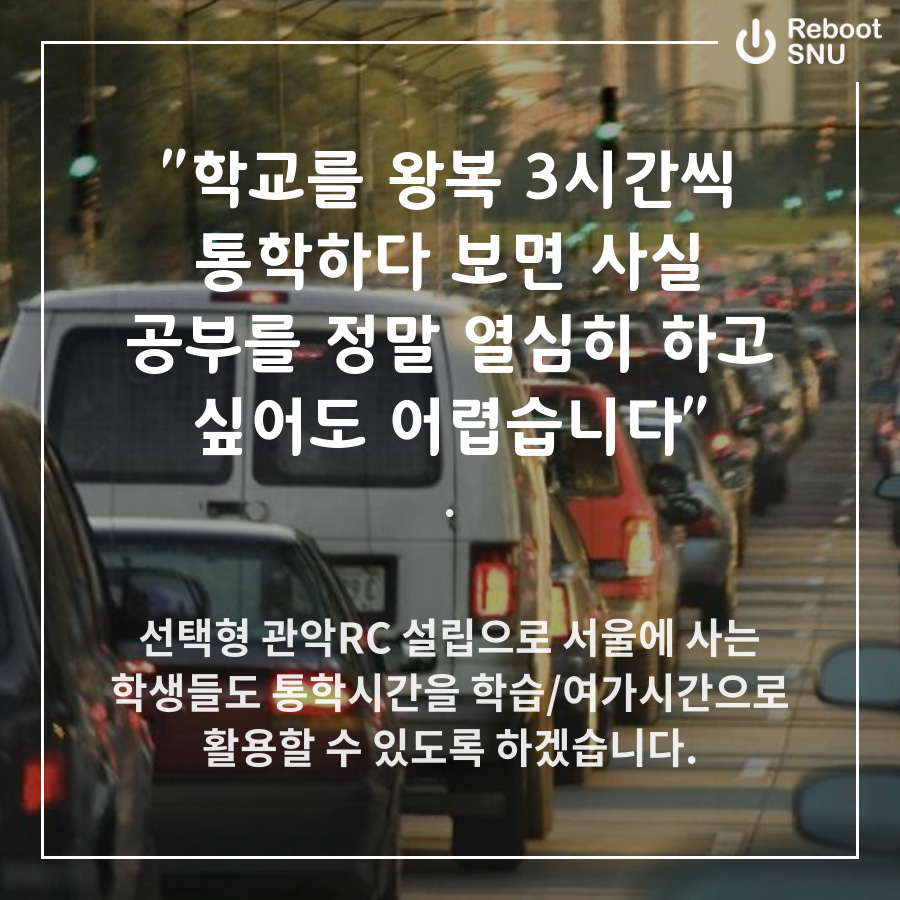 Reboot
SNU
"학교를 왕복 3시간씩
통학하다 보면 사실
공부를 정말 열심히 하고
싶어도 어렵습니다"
.
선택형 관악RC 설립으로 서울에 사는
학생들도 통학시간을 학습/여가시간으로
활용할 수 있도록 하겠습니다.